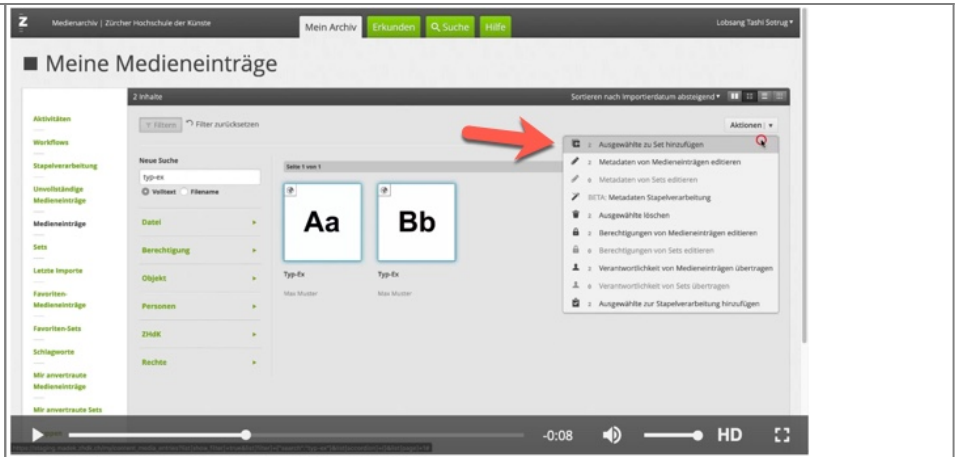 Z Medienarchiv | Zürcher Hochschule der Künste
Mein Archiv Erkunden Suche Hilfe
Lobsang Tashi Sotrug
Meine Medieneinträge
2 Inhalte
Sortieren nach Importierdatum absteigend
Aktivitäten
Workflows
Stapelverarbeitung
Unvollständige
Medieneinträge
Medieneinträge
Sets
Letzte Importe
Favoriten-
Medieneinträge
Favoriten-Sets
Schlagworte
Mir anvertraute
Medieneinträge
Mir anvertraute Sets
Filtern Filter zurücksetzen
Neue Suche
typ-ex
Volltext Filename
Datei
Berechtigung
Objekt
Personen
ZHdK
Rechte
Seite 1 von 1
Aa
Typ-Ex
Max Muster
Bb
Typ-Ex
Max Muster
Aktionen
2 Ausgewählte zu Set hinzufügen
2 Metadaten von Medieneinträgen editieren
0 Metadaten von Sets editieren
BETA: Metadaten Stapelverarbeitung
2 Ausgewählte löschen
2 Berechtigungen von Medieneinträgen editieren
0 Berechtigungen von Sets editieren
2 Verantwortlichkeit von Medieneinträgen übertragen
0 Verantwortlichkeit von Sets übertragen
2 Ausgewählte zur Stapelverarbeitung hinzufügen
-0:08 HD